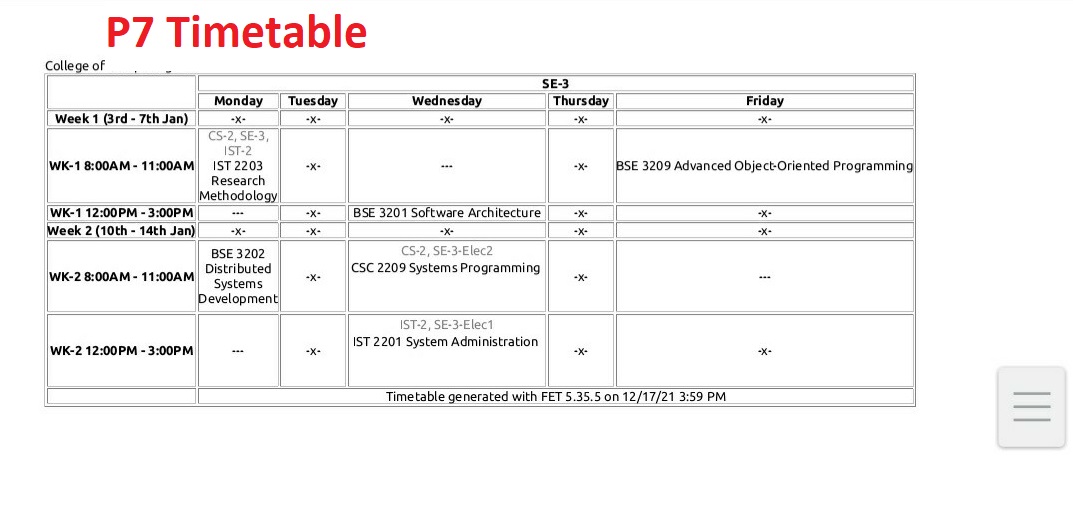 P7 Timetable
College of
SE-3
Monday Tuesday Wednesday Thursday Friday
Week 1 (3rd - 7th Jan) -X- -X- -X- -X- -X-
WK-1 8:00AM - 11:00AM CS-2, SE-3, IST-2 IST 2203 Research Methodology -X- --- -X- BSE 3209 Advanced Object-Oriented Programming
WK-1 12:00PM - 3:00PM --- -X- BSE 3201 Software Architecture -X- -X-
Week 2 (10th - 14th Jan) -X- -X- -X- -X- -X-
WK-2 8:00AM - 11:00AM BSE 3202 Distributed Systems Development -X- CS-2, SE-3-Elec2 CSC 2209 Systems Programming -X- ---
WK-2 12:00PM - 3:00PM --- -X- IST-2, SE-3-Elec1 IST 2201 System Administration -X- -X-
Timetable generated with FET 5.35.5 on 12/17/21 3:59 PM